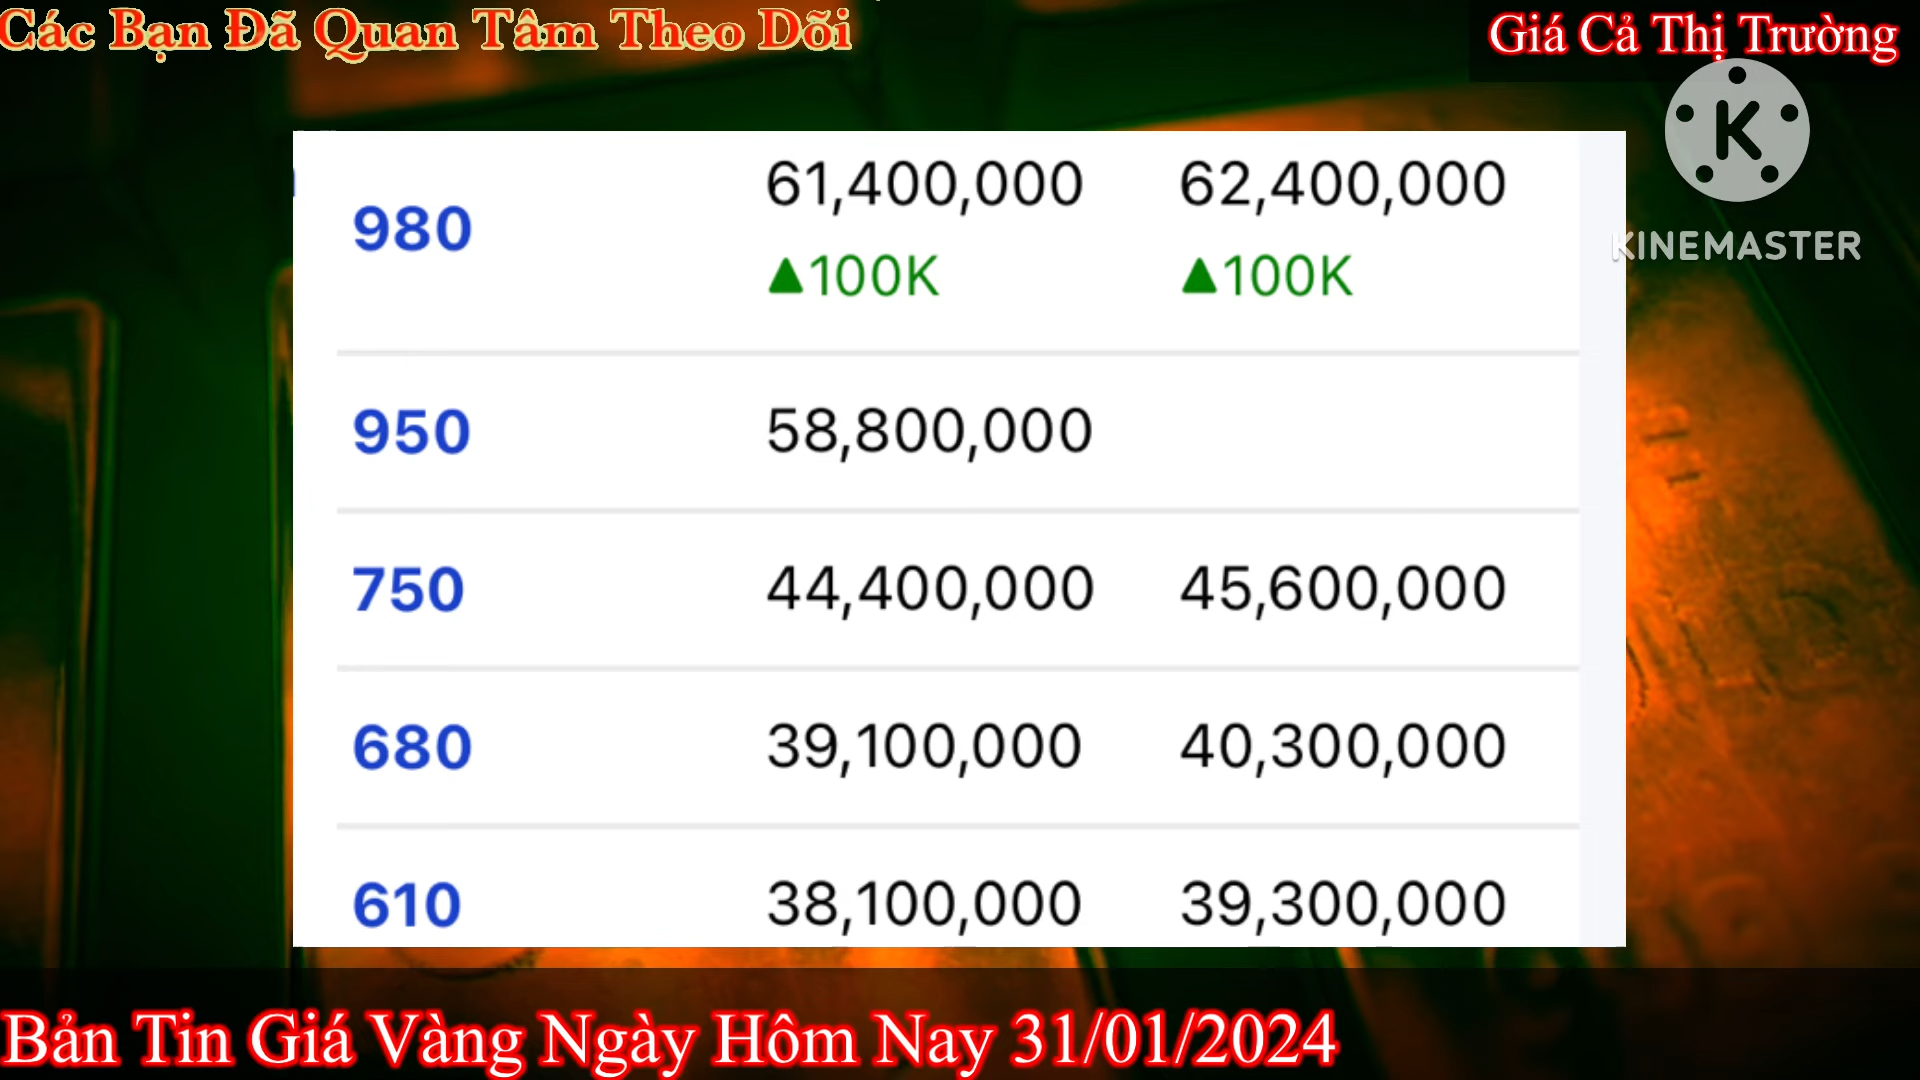 Các Bạn Đã Quan Tâm Theo Dõi
Giá Cả Thị Trường
K
KINEMASTER
980 61,400,000 62,400,000
▲100K ▲100K
950 58,800,000
750 44,400,000 45,600,000
680 39,100,000 40,300,000
610 38,100,000 39,300,000
Bản Tin Giá Vàng Ngày Hôm Nay 31/01/2024